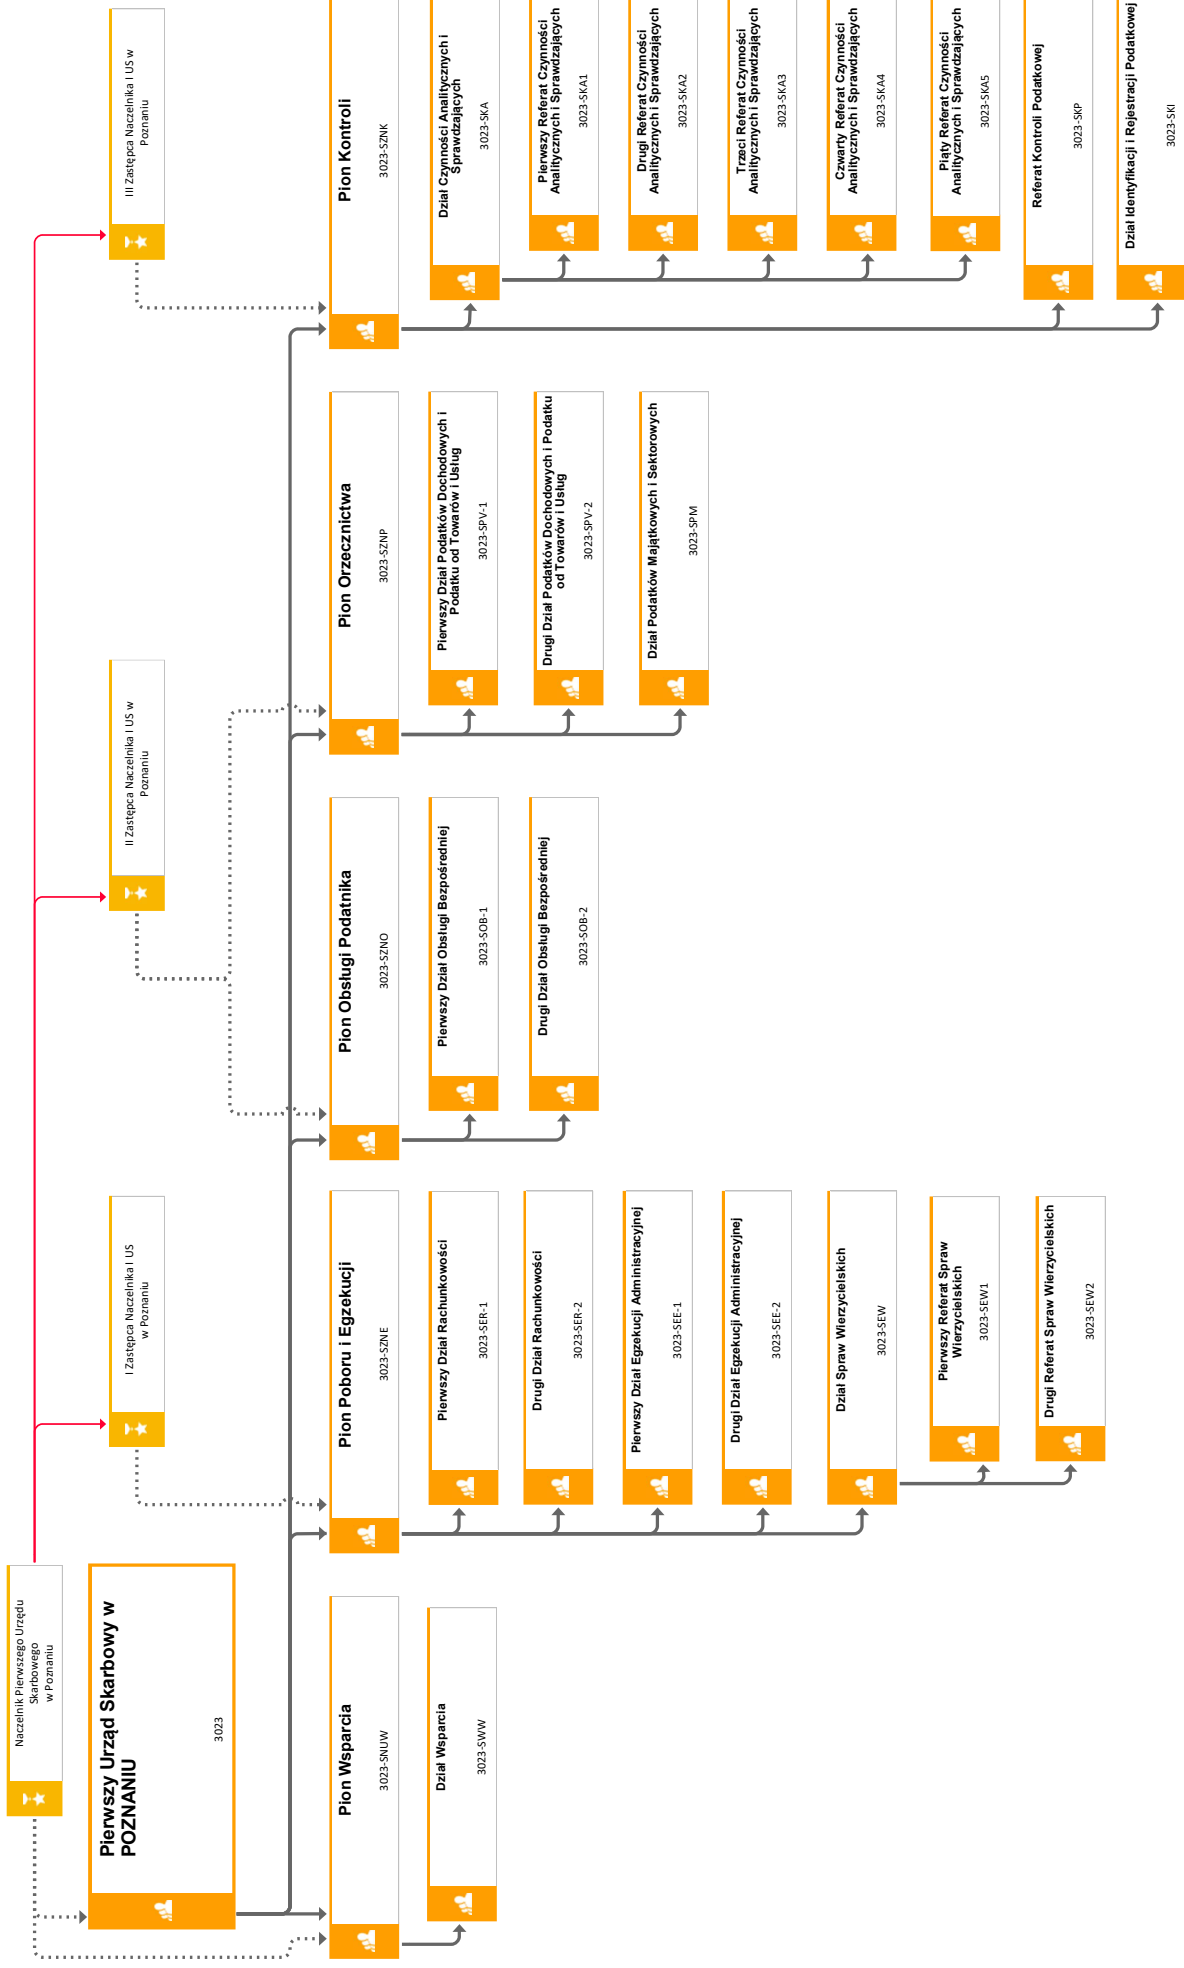 Naczelnik Pierwszego Urzędu
Skarbowego
w Poznaniu
I Zastępca Naczelnika I US
w Poznaniu
II Zastępca Naczelnika I US w
Poznaniu
III Zastępca Naczelnika I US w
Poznaniu
Pierwszy Urząd Skarbowy w
POZNANIU
3023
Pion Wsparcia
3023-SNUW
Dział Wsparcia
3023-SWW
Pion Poboru i Egzekucji
3023-SZNE
Pierwszy Dział Rachunkowości
3023-SER-1
Drugi Dział Rachunkowości
3023-SER-2
Pierwszy Dział Egzekucji Administracyjnej
3023-SEE-1
Drugi Dział Egzekucji Administracyjnej
3023-SEE-2
Dział Spraw Wierzycielskich
3023-SEW
Pierwszy Referat Spraw
Wierzycielskich
3023-SEW1
Drugi Referat Spraw Wierzycielskich
3023-SEW2
Pion Obsługi Podatnika
3023-SZNO
Pierwszy Dział Obsługi Bezpośredniej
3023-SOB-1
Drugi Dział Obsługi Bezpośredniej
3023-SOB-2
Pion Orzecznictwa
3023-SZNP
Pierwszy Dział Podatków Dochodowych i
Podatku od Towarów i Usług
3023-SPV-1
Drugi Dział Podatków Dochodowych i Podatku
od Towarów i Usług
3023-SPV-2
Dział Podatków Majątkowych i Sektorowych
3023-SPM
Pion Kontroli
3023-SZNK
Dział Czynności Analitycznych i
Sprawdzających
3023-SKA
Pierwszy Referat Czynności
Analitycznych i Sprawdzających
3023-SKA1
Drugi Referat Czynności
Analitycznych i Sprawdzających
3023-SKA2
Trzeci Referat Czynności
Analitycznych i Sprawdzających
3023-SKA3
Czwarty Referat Czynności
Analitycznych i Sprawdzających
3023-SKA4
Piąty Referat Czynności
Analitycznych i Sprawdzających
3023-SKA5
Referat Kontroli Podatkowej
3023-SKP
Dział Identyfikacji i Rejestracji Podatkowej
3023-SKI